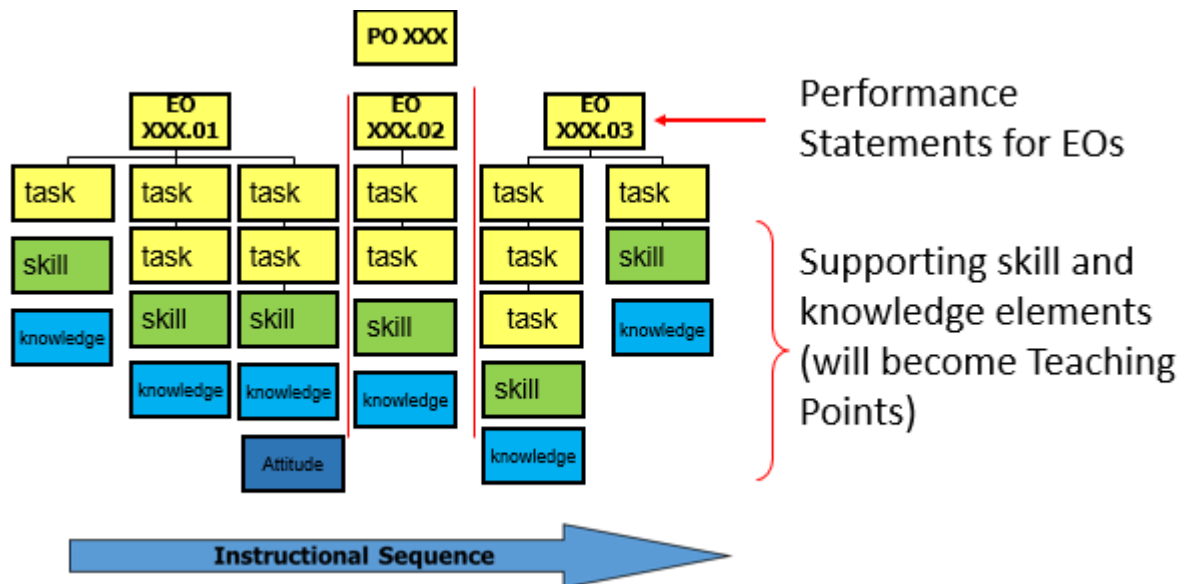 PO XXX
EO
XXX.01
EO
XXX.02
EO
XXX.03
Performance
Statements for EOs
task
task
task
task
task
task
skill
task
task
task
task
skill
knowledge
skill
skill
skill
task
knowledge
knowledge
knowledge
knowledge
skill
Attitude
knowledge
Supporting skill and
knowledge elements
(will become Teaching
Points)
Instructional Sequence